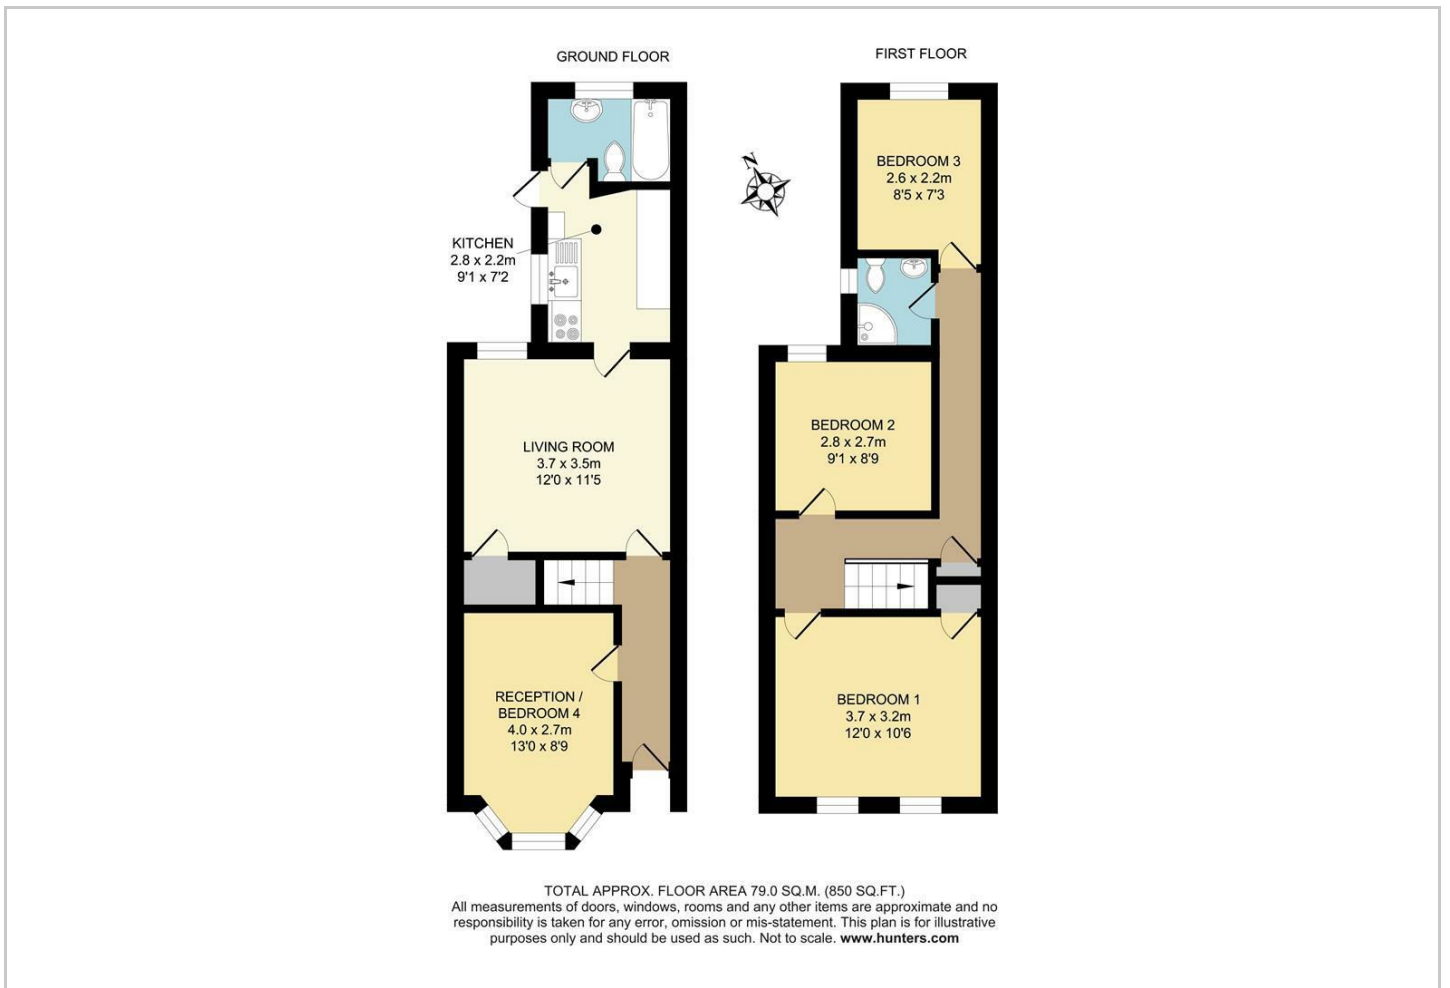 GROUND FLOOR
KITCHEN
2.8 x 2.2m
9'1 x 7'2
LIVING ROOM
3.7 x 3.5m
12'0 x 11'5
RECEPTION /
BEDROOM 4
4.0 x 2.7m
13'0 x 8'9
N
FIRST FLOOR
BEDROOM 3
2.6 x 2.2m
8'5 x 7'3
BEDROOM 2
2.8 x 2.7m
9'1 x 8'9
BEDROOM 1
3.7 x 3.2m
12'0 x 10'6
TOTAL APPROX. FLOOR AREA 79.0 SQ.M. (850 SQ.FT.)
All measurements of doors, windows, rooms and any other items are approximate and no
responsibility is taken for any error, omission or mis-statement. This plan is for illustrative
purposes only and should be used as such. Not to scale. www.hunters.com